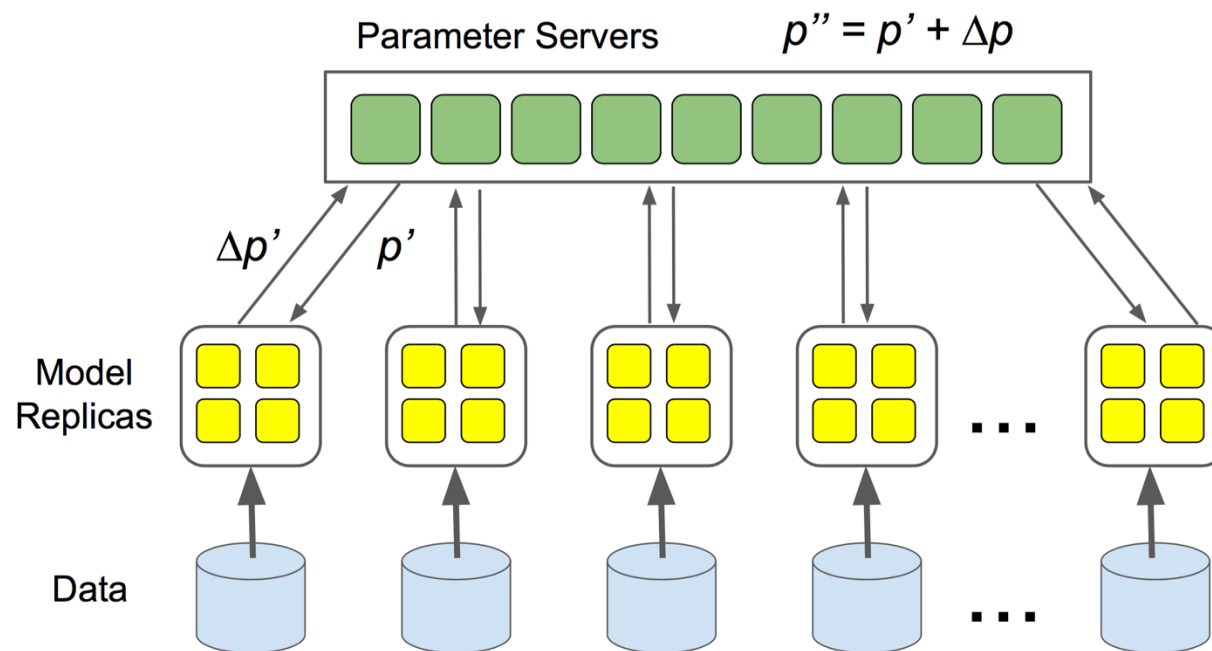 Parameter Servers
p’’ = p’ + Δp
Δp’
p’
Model
Replicas
...
Data
...